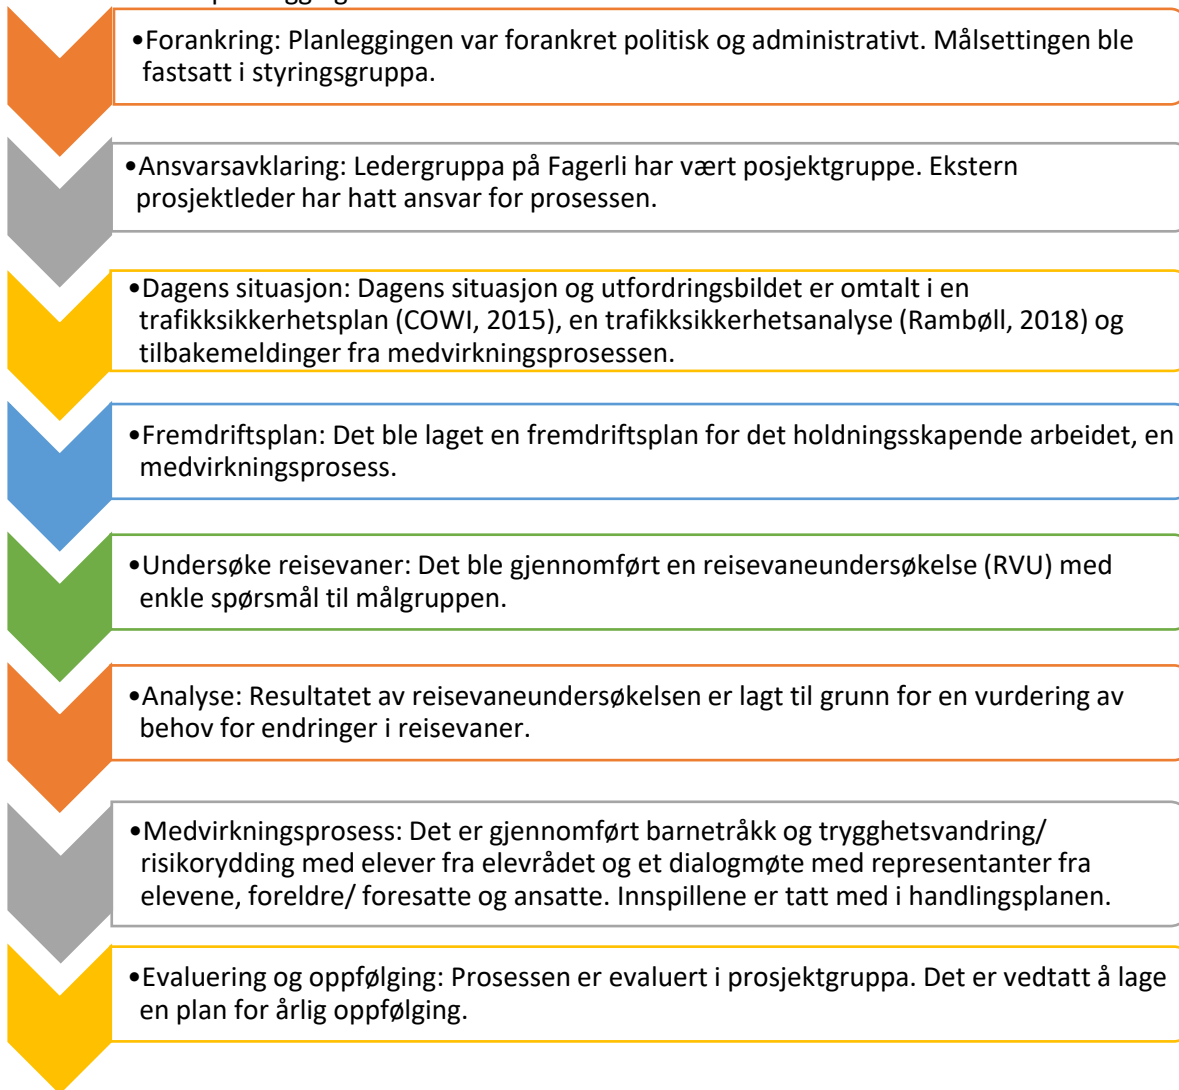 •Forankring: Planleggingen var forankret politisk og administrativt. Målsettingen ble
fastsatt i styringsgruppa.
•Ansvarsavklaring: Ledergruppa på Fagerli har vært posjektgruppe. Ekstern
prosjektleder har hatt ansvar for prosessen.
•Dagens situasjon: Dagens situasjon og utfordringsbildet er omtalt i en
trafikksikkerhetsplan (COWI, 2015), en trafikksikkerhetsanalyse (Rambøll, 2018) og
tilbakemeldinger fra medvirkningsprosessen.
•Fremdriftsplan: Det ble laget en fremdriftsplan for det holdningsskapende arbeidet, en
medvirkningsprosess.
•Undersøke reisevaner: Det ble gjennomført en reisevaneundersøkelse (RVU) med
enkle spørsmål til målgruppen.
•Analyse: Resultatet av reisevaneundersøkelsen er lagt til grunn for en vurdering av
behov for endringer i reisevaner.
•Medvirkningsprosess: Det er gjennomført barnetråkk og trygghetsvandring/
risikorydding med elever fra elevrådet og et dialogmøte med representanter fra
elevene, foreldre/ foresatte og ansatte. Innspillene er tatt med i handlingsplanen.
•Evaluering og oppfølging: Prosessen er evaluert i prosjektgruppa. Det er vedtatt å lage
en plan for årlig oppfølging.